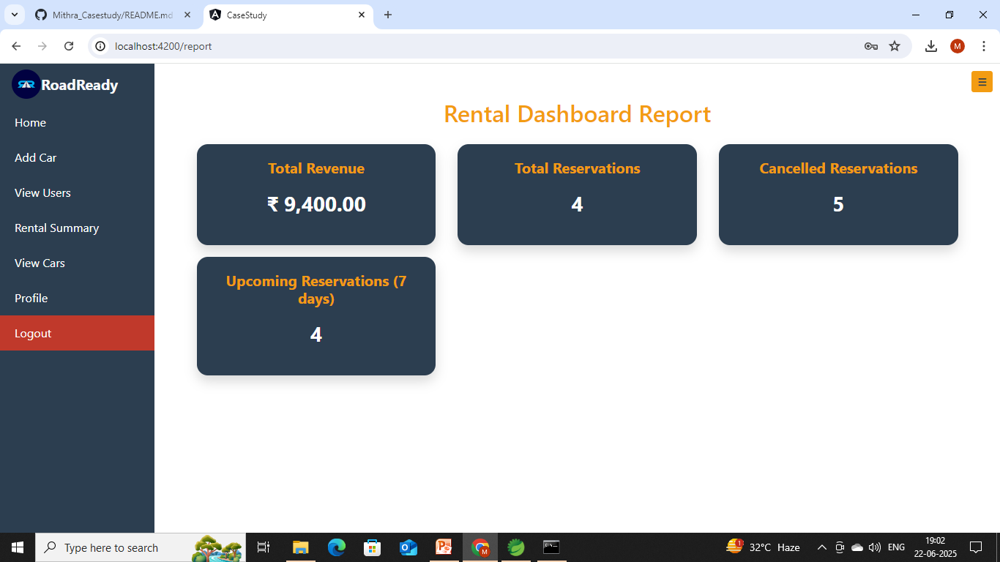 Mithra_Casestudy/README.md
CaseStudy
localhost:4200/report
M
RoadReady
Home
Add Car
View Users
Rental Summary
View Cars
Profile
Logout
Rental Dashboard Report
Total Revenue
₹ 9,400.00
Total Reservations
4
Cancelled Reservations
5
Upcoming Reservations (7
days)
4
Type here to search
M
1
32°C Haze
ENG
19:02
22-06-2025